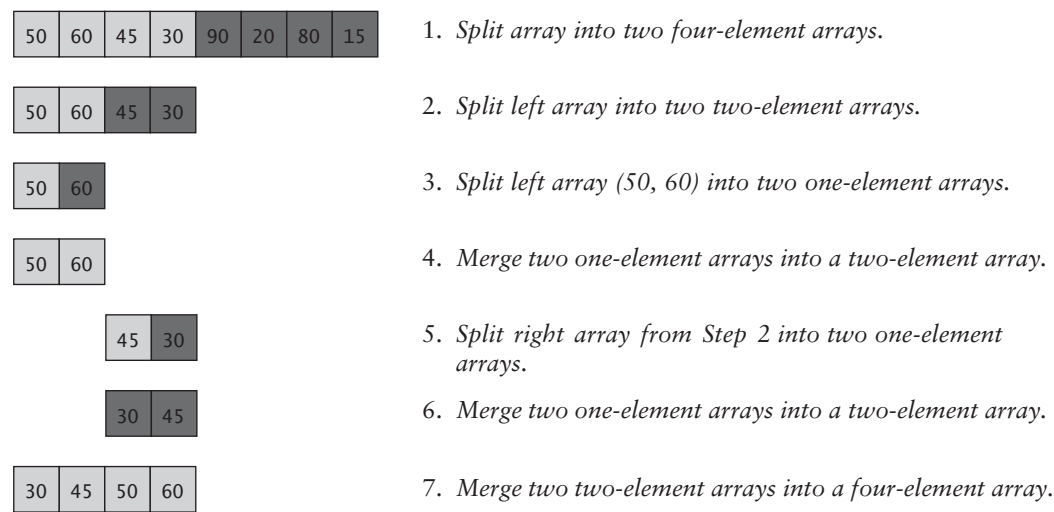 50 60 45 30 90 20 80 15 1. Split array into two four-element arrays.
50 60 45 30 2. Split left array into two two-element arrays.
50 60 3. Split left array (50, 60) into two one-element arrays.
50 60 4. Merge two one-element arrays into a two-element array.
45 30 5. Split right array from Step 2 into two one-element
arrays.
30 45 6. Merge two one-element arrays into a two-element array.
30 45 50 60 7. Merge two two-element arrays into a four-element array.